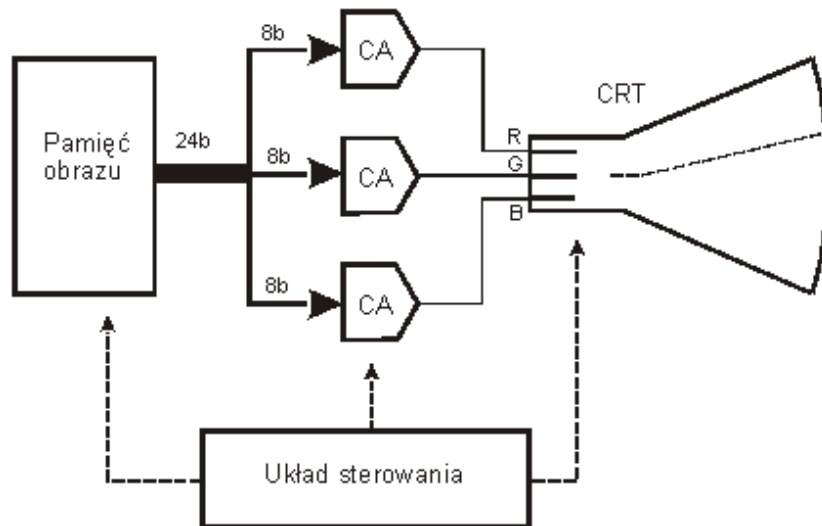 8b
CA
CRT
Pamięć
obrazu
24b
R
8b
CA
G
B
8b
CA
Układ sterowania